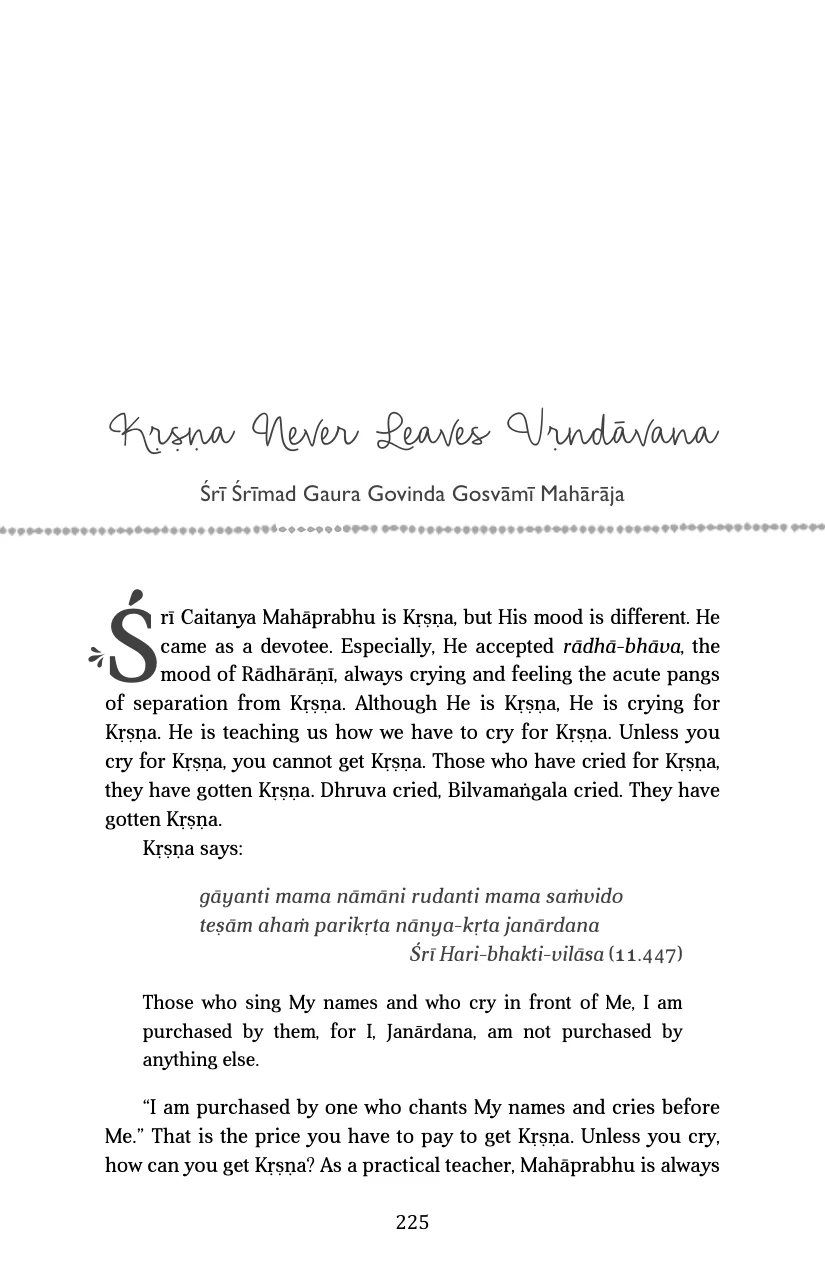 Kṛṣṇa Never Leaves Vṛndāvana
Śrī Śrīmad Gaura Govinda Gosvāmī Mahārāja
Śrī Caitanya Mahāprabhu is Kṛṣṇa, but His mood is different. He
came as a devotee. Especially, He accepted rādhā-bhāva, the
mood of Rādhārāṇī, always crying and feeling the acute pangs
of separation from Kṛṣṇa. Although He is Kṛṣṇa, He is crying for
Kṛṣṇa. He is teaching us how we have to cry for Kṛṣṇa. Unless you
cry for Kṛṣṇa, you cannot get Kṛṣṇa. Those who have cried for Kṛṣṇa,
they have gotten Kṛṣṇa. Dhruva cried, Bilvamaṅgala cried. They have
gotten Kṛṣṇa.
Kṛṣṇa says:
gāyanti mama nāmāni rudanti mama saṁvido
teṣām ahaṁ parikṛta nānya-kṛta janārdana
Śrī Hari-bhakti-vilāsa (11.447)
Those who sing My names and who cry in front of Me, I am
purchased by them, for I, Janārdana, am not purchased by
anything else.
“I am purchased by one who chants My names and cries before
Me.” That is the price you have to pay to get Kṛṣṇa. Unless you cry,
how can you get Kṛṣṇa? As a practical teacher, Mahāprabhu is always
225